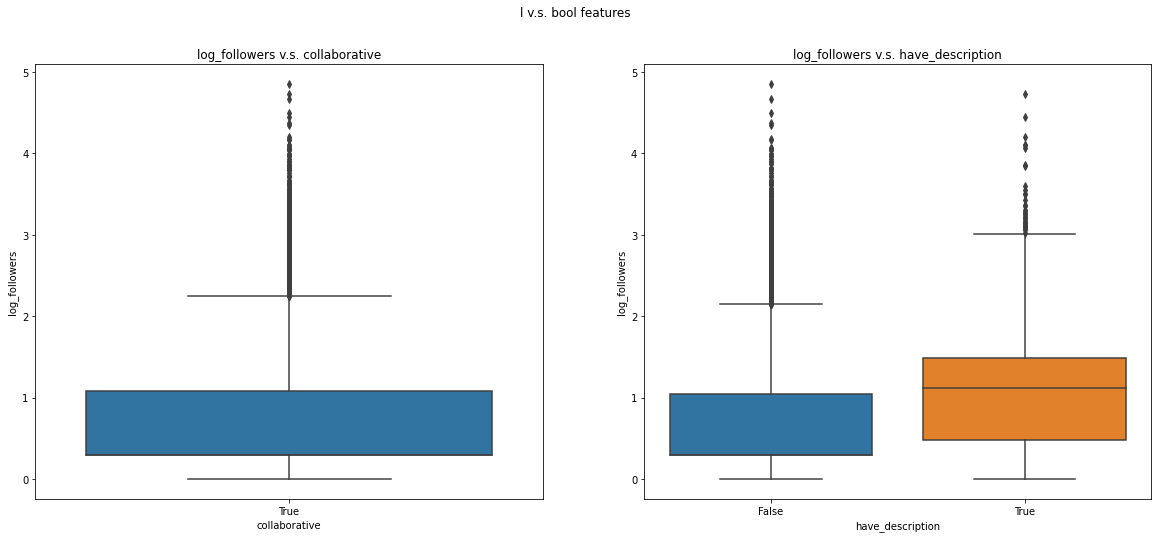 l v.s. bool features
log_followers v.s. collaborative
5
4
3
2
1
0
log_followers
True
collaborative
log_followers v.s. have_description
5
4
3
2
1
0
log_followers
False True
have_description